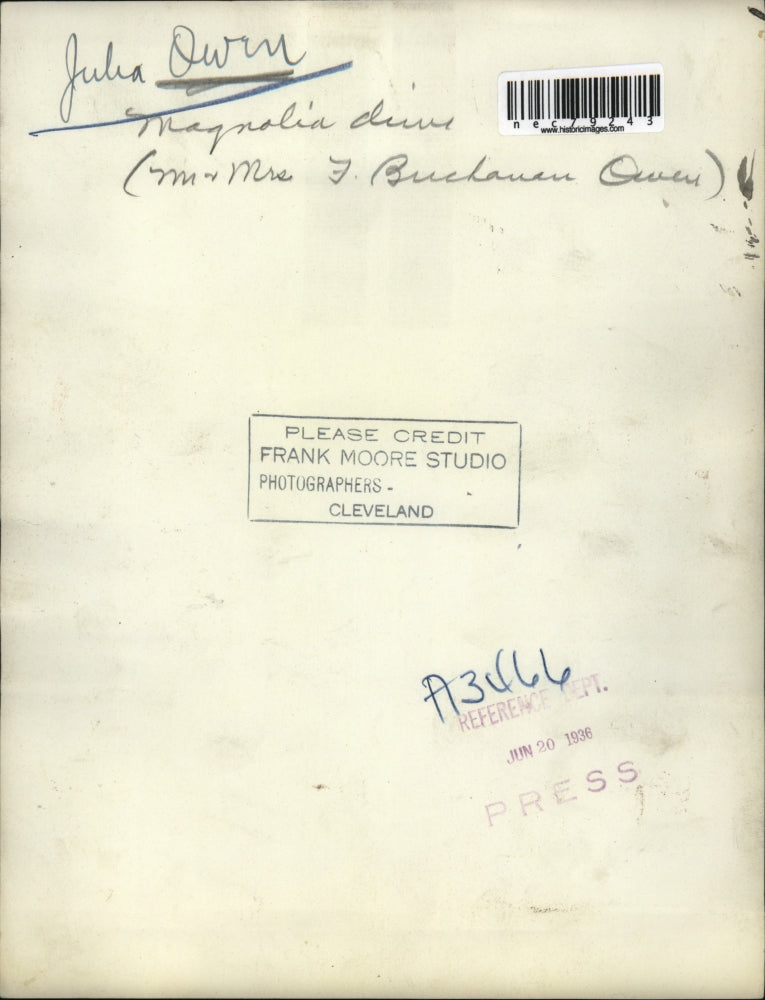 Julia Owen
Magnolia drive
(Mr + Mrs. F. Buchanan Owen)
nec79243
www.historicimages.com
PLEASE CREDIT
FRANK MOORE STUDIO
PHOTOGRAPHERS -
CLEVELAND
REFERENCE DEPT.
JUN 20 1936
PRESS